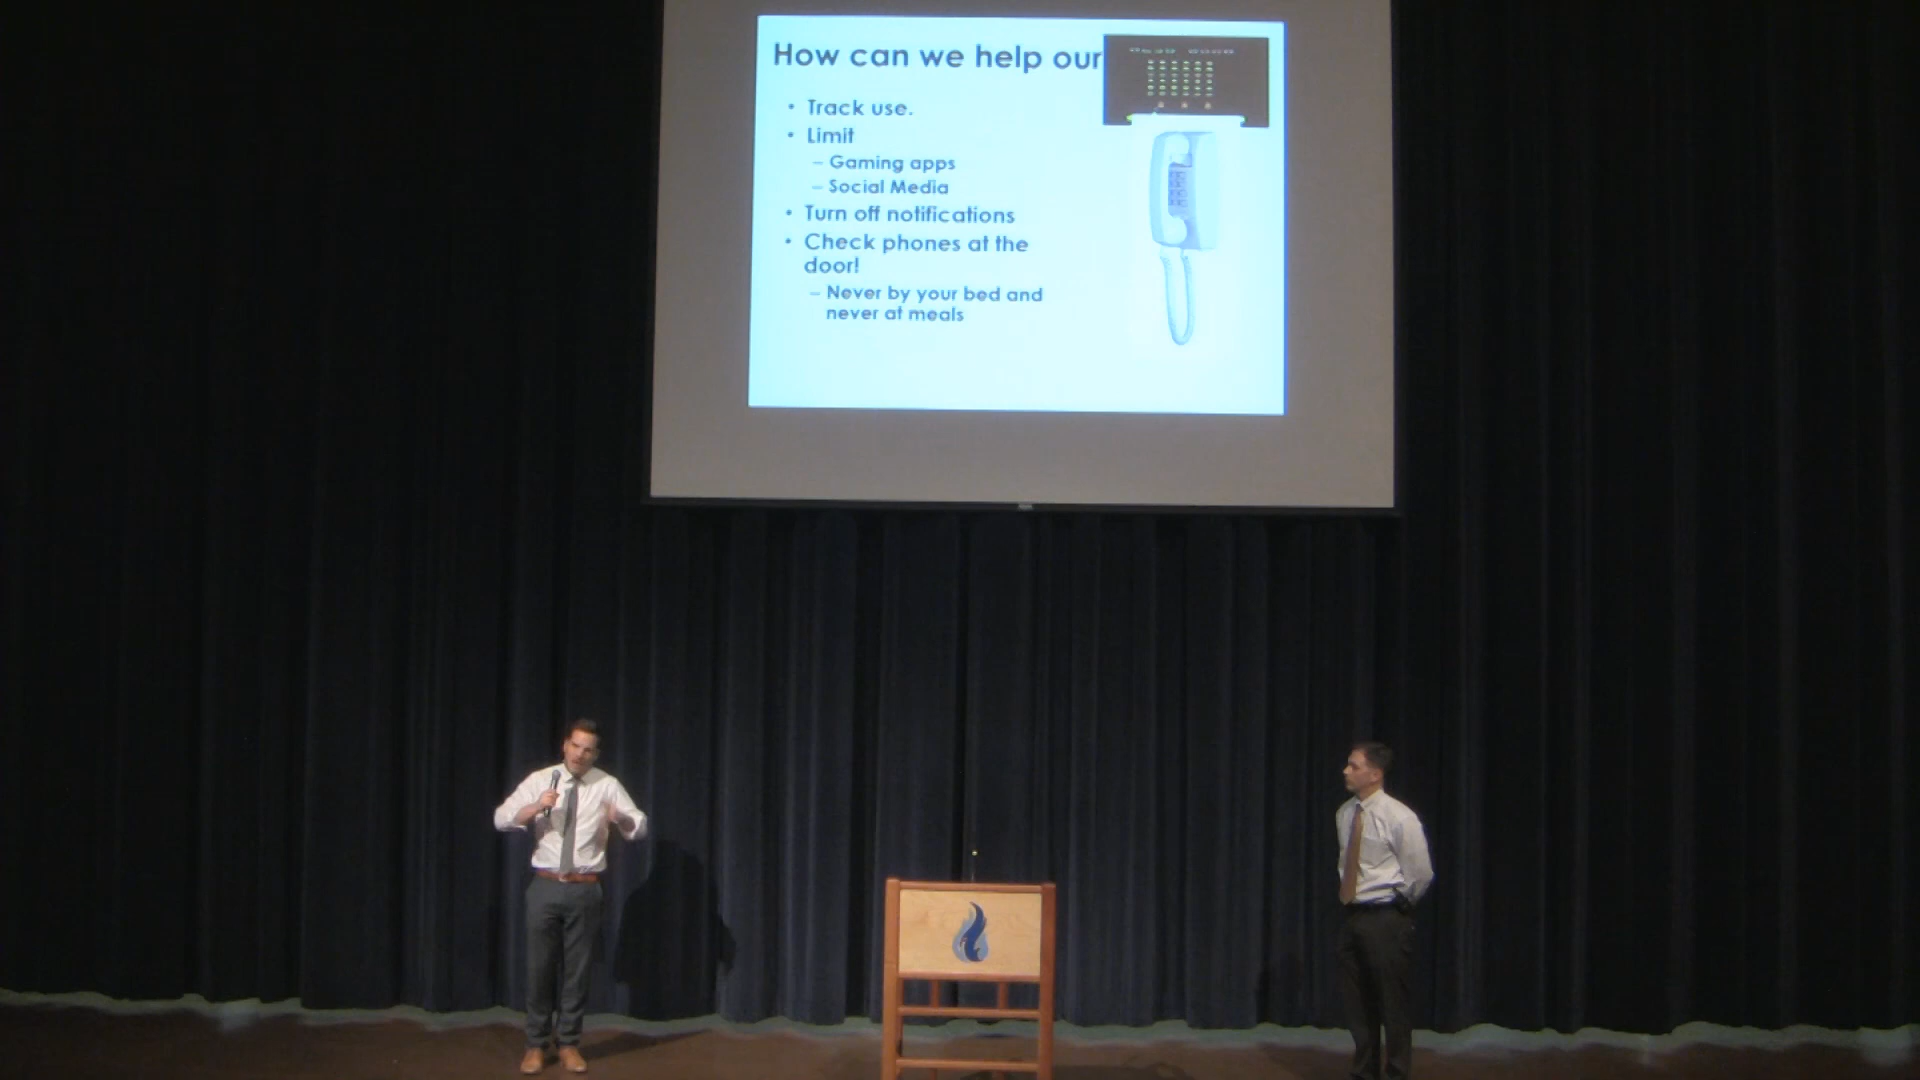 How can we help our
• Track use.
• Limit
– Gaming apps
– Social Media
• Turn off notifications
• Check phones at the
door!
– Never by your bed and
never at meals